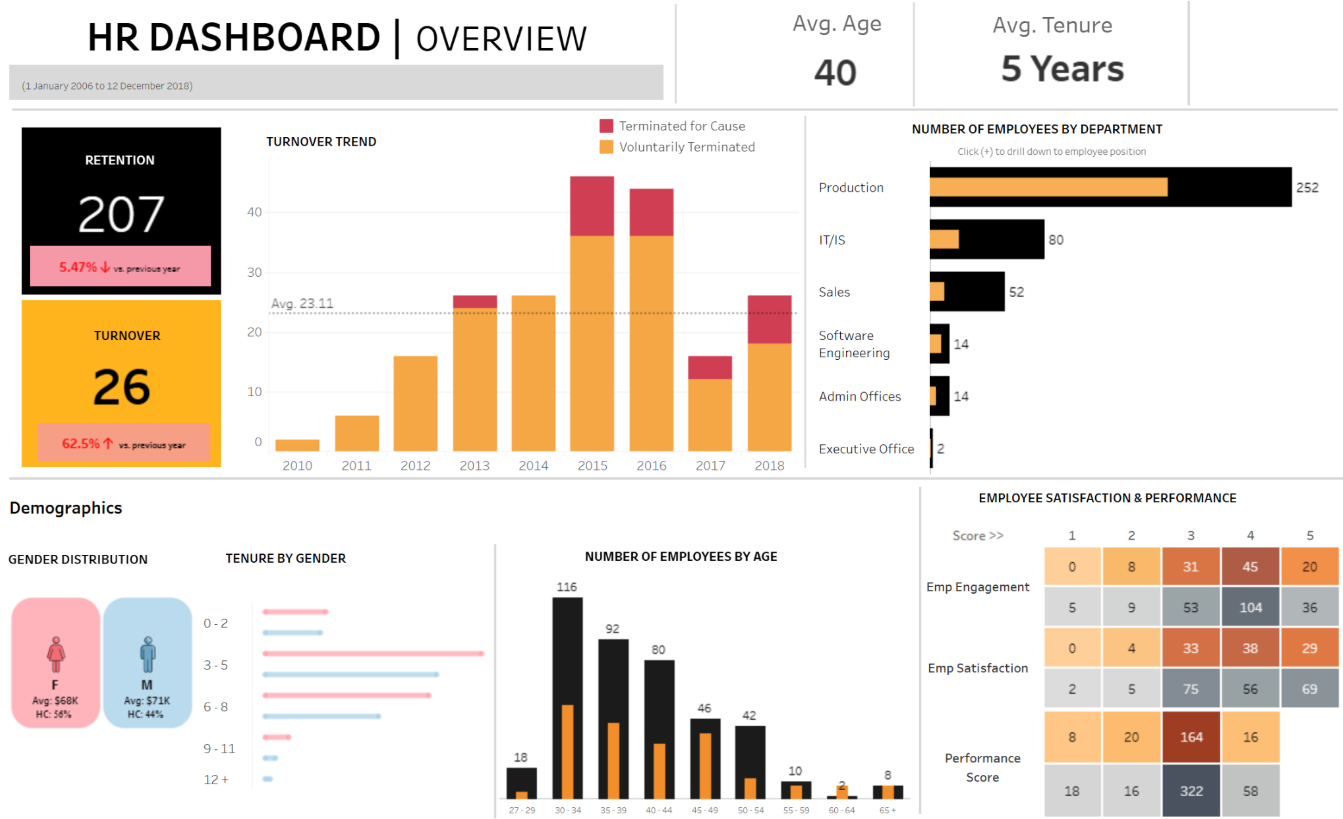 HR DASHBOARD | OVERVIEW
(1 January 2006 to 12 December 2018)
Avg. Age
40
Avg. Tenure
5 Years
RETENTION
207
5.47% ↓ vs. previous year
TURNOVER
26
62.5% ↑ vs. previous year
TURNOVER TREND
Terminated for Cause
Voluntarily Terminated
40
30
Avg. 23.11
20
10
0
2010 2011 2012 2013 2014 2015 2016 2017 2018
NUMBER OF EMPLOYEES BY DEPARTMENT
Click (+) to drill down to employee position
Production 252
IT/IS 80
Sales 52
Software
Engineering 14
Admin Offices 14
Executive Office 2
Demographics
GENDER DISTRIBUTION
F
Avg: $68K
HC: 56%
M
Avg: $71K
HC: 44%
TENURE BY GENDER
0 - 2
3 - 5
6 - 8
9 - 11
12 +
NUMBER OF EMPLOYEES BY AGE
116
92
80
46
42
18
10
2
8
27 - 29 30 - 34 35 - 39 40 - 44 45 - 49 50 - 54 55 - 59 60 - 64 65 +
EMPLOYEE SATISFACTION & PERFORMANCE
Score >> 1 2 3 4 5
Emp Engagement
0 8 31 45 20
5 9 53 104 36
Emp Satisfaction
0 4 33 38 29
2 5 75 56 69
Performance
Score
8 20 164 16
18 16 322 58